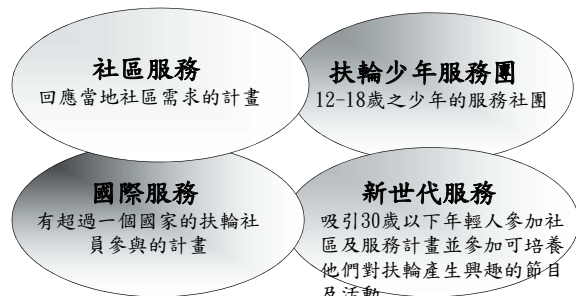 社區服務
回應當地社區需求的計畫
扶輪少年服務團
12-18歲之少年的服務社團
國際服務
有超過一個國家的扶輪社
員參與的計畫
新世代服務
吸引30歲以下年輕人參加社
區及服務計畫並參加可培養
他們對扶輪產生興趣的節目
及活動